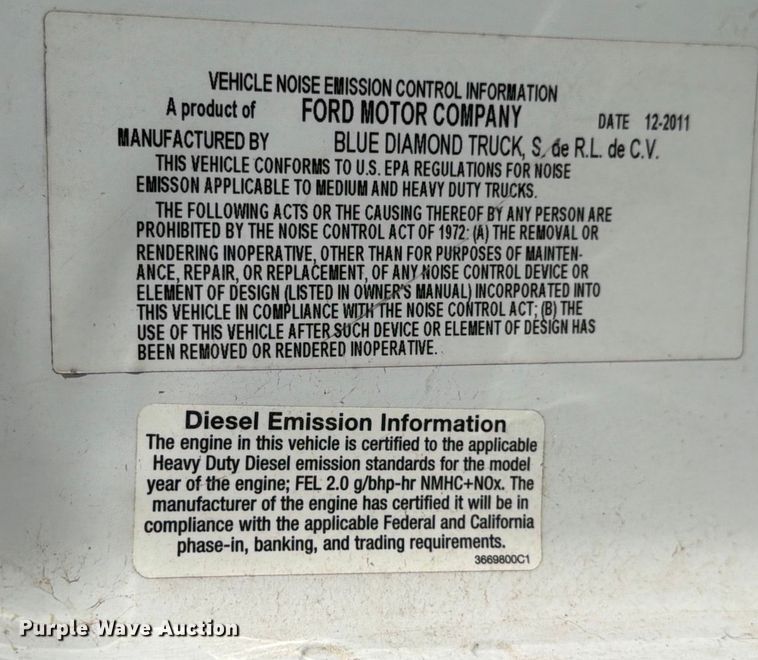 VEHICLE NOISE EMISSION CONTROL INFORMATION
A product of FORD MOTOR COMPANY DATE 12-2011
MANUFACTURED BY BLUE DIAMOND TRUCK, S. de R.L. de C.V.
THIS VEHICLE CONFORMS TO U.S. EPA REGULATIONS FOR NOISE
EMISSON APPLICABLE TO MEDIUM AND HEAVY DUTY TRUCKS.
THE FOLLOWING ACTS OR THE CAUSING THEREOF BY ANY PERSON ARE
PROHIBITED BY THE NOISE CONTROL ACT OF 1972: (A) THE REMOVAL OR
RENDERING INOPERATIVE, OTHER THAN FOR PURPOSES OF MAINTEN-
ANCE, REPAIR, OR REPLACEMENT, OF ANY NOISE CONTROL DEVICE OR
ELEMENT OF DESIGN (LISTED IN OWNER'S MANUAL) INCORPORATED INTO
THIS VEHICLE IN COMPLIANCE WITH THE NOISE CONTROL ACT; (B) THE
USE OF THIS VEHICLE AFTER SUCH DEVICE OR ELEMENT OF DESIGN HAS
BEEN REMOVED OR RENDERED INOPERATIVE.
Diesel Emission Information
The engine in this vehicle is certified to the applicable
Heavy Duty Diesel emission standards for the model
year of the engine; FEL 2.0 g/bhp-hr NMHC+NOx. The
manufacturer of the engine has certified it will be in
compliance with the applicable Federal and California
phase-in, banking, and trading requirements.
3669800C1
Purple Wave Auction